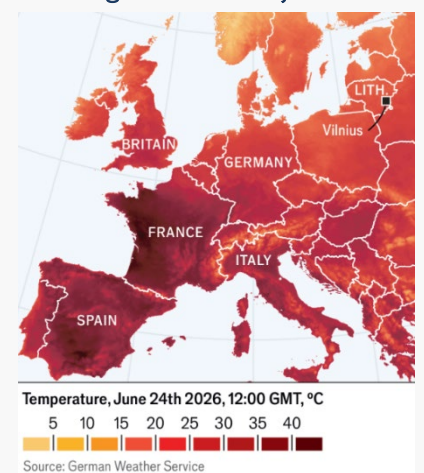 LITH.
Vilnius
BRITAIN
GERMANY
FRANCE
ITALY
SPAIN
Temperature, June 24th 2026, 12:00 GMT, ºC
5 10 15 20 25 30 35 40
Source: German Weather Service